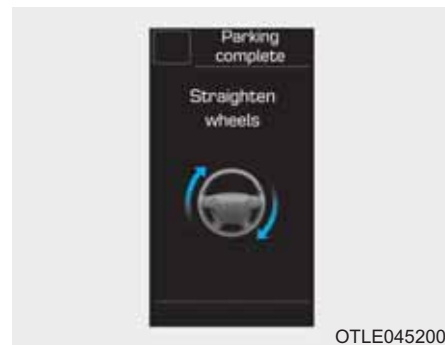 Parking
complete
Straighten
wheels
OTLE045200